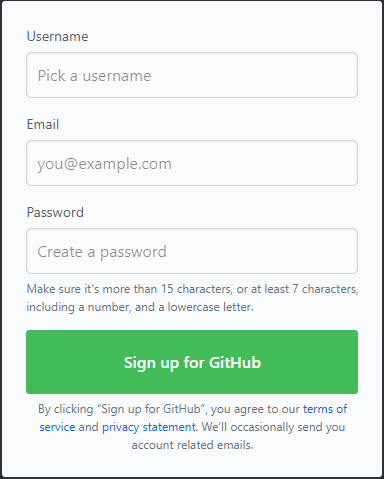 Username
Pick a username
Email
you@example.com
Password
Create a password
Make sure it's more than 15 characters, or at least 7 characters,
including a number, and a lowercase letter.
Sign up for GitHub
By clicking “Sign up for GitHub”, you agree to our terms of
service and privacy statement. We’ll occasionally send you
account related emails.